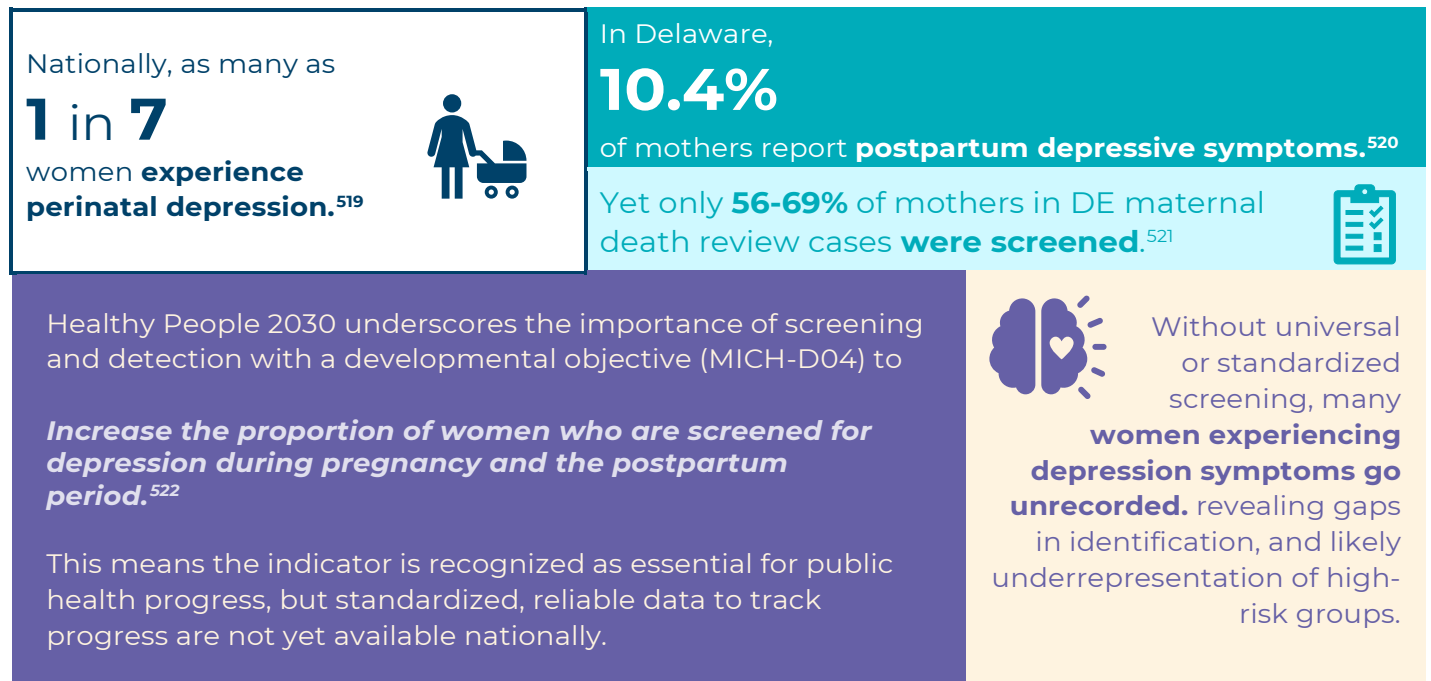 Nationally, as many as
1 in 7
women experience
perinatal depression.519
In Delaware,
10.4%
of mothers report postpartum depressive symptoms.520
Yet only 56-69% of mothers in DE maternal
death review cases were screened.521
Healthy People 2030 underscores the importance of screening
and detection with a developmental objective (MICH-D04) to
Increase the proportion of women who are screened for
depression during pregnancy and the postpartum
period.522
This means the indicator is recognized as essential for public
health progress, but standardized, reliable data to track
progress are not yet available nationally.
Without universal
or standardized
screening, many
women experiencing
depression symptoms go
unrecorded. revealing gaps
in identification, and likely
underrepresentation of high-
risk groups.